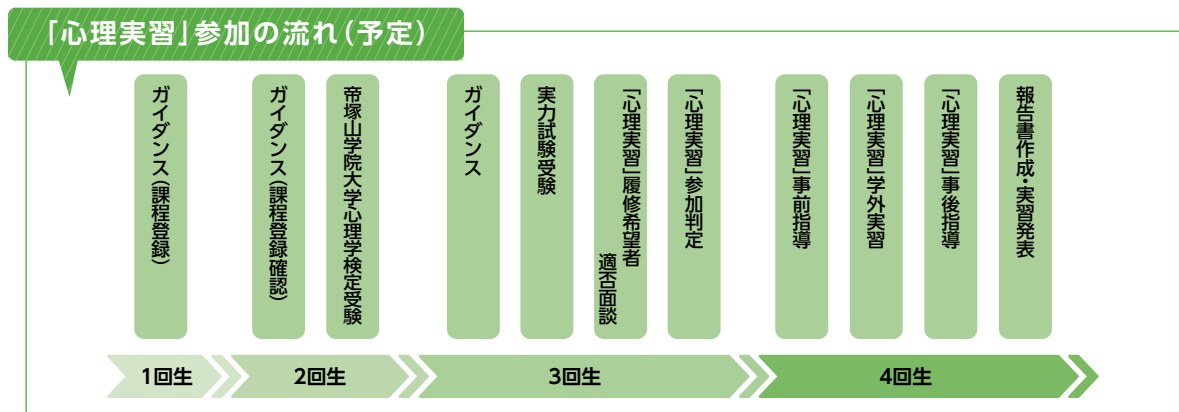 「心理実習」参加の流れ（予定）
ガイダンス（課程登録）
ガイダンス（課程登録確認）
帝塚山学院大学心理学検定受験
ガイダンス
実力試験受験
「心理実習」履修希望者
適否面談
「心理実習」参加判定
「心理実習」事前指導
「心理実習」学外実習
「心理実習」事後指導
報告書作成・実習発表
1回生
2回生
3回生
4回生